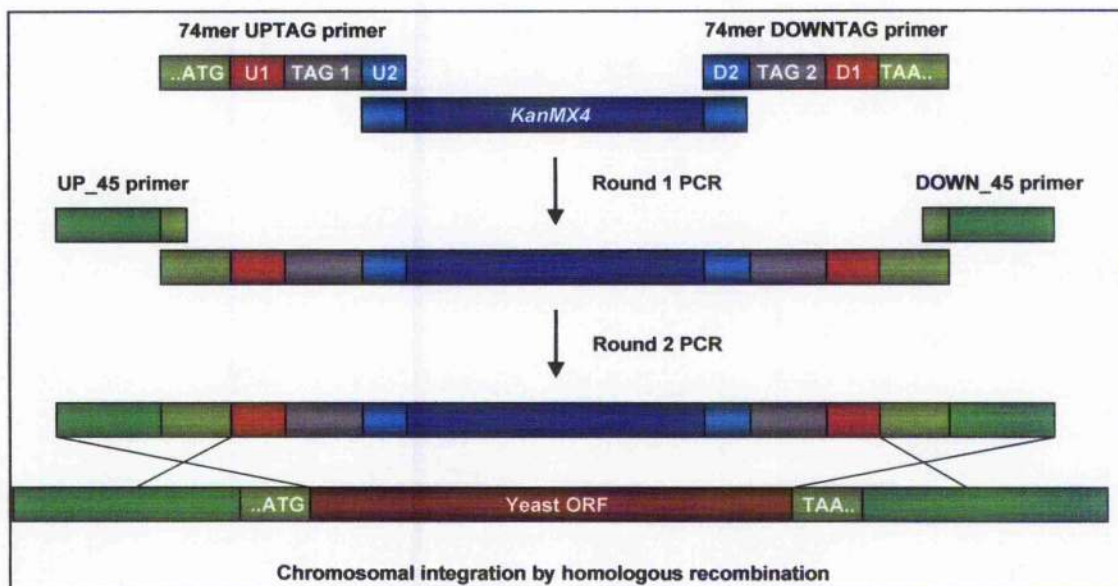 74mer UPTAG primer
74mer DOWNTAG primer
..ATG U1 TAG 1 U2
D2 TAG 2 D1 TAA..
KanMX4
Round 1 PCR
UP_45 primer
DOWN_45 primer
Round 2 PCR
..ATG Yeast ORF TAA..
Chromosomal integration by homologous recombination